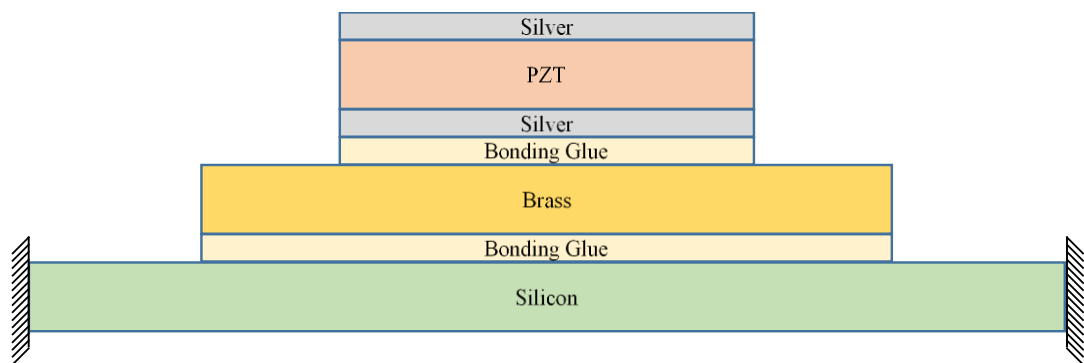 Silver
PZT
Silver
Bonding Glue
Brass
Bonding Glue
Silicon